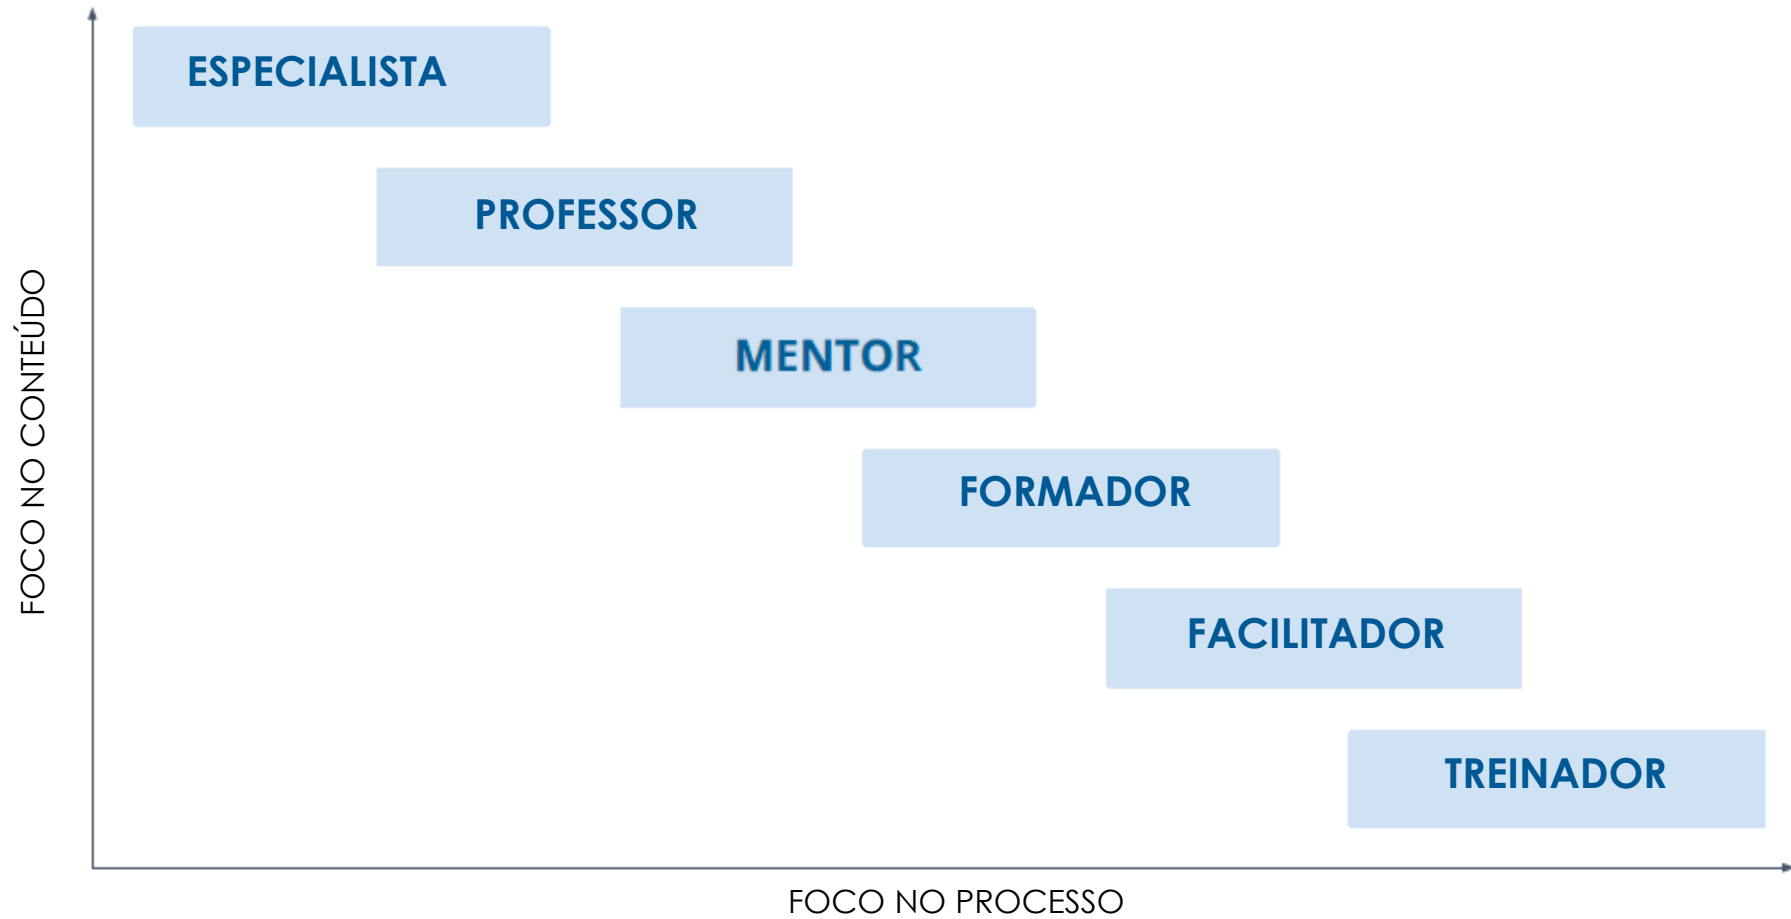 ESPECIALISTA
PROFESSOR
MENTOR
FORMADOR
FACILITADOR
TREINADOR
FOCO NO CONTEÚDO
FOCO NO PROCESSO